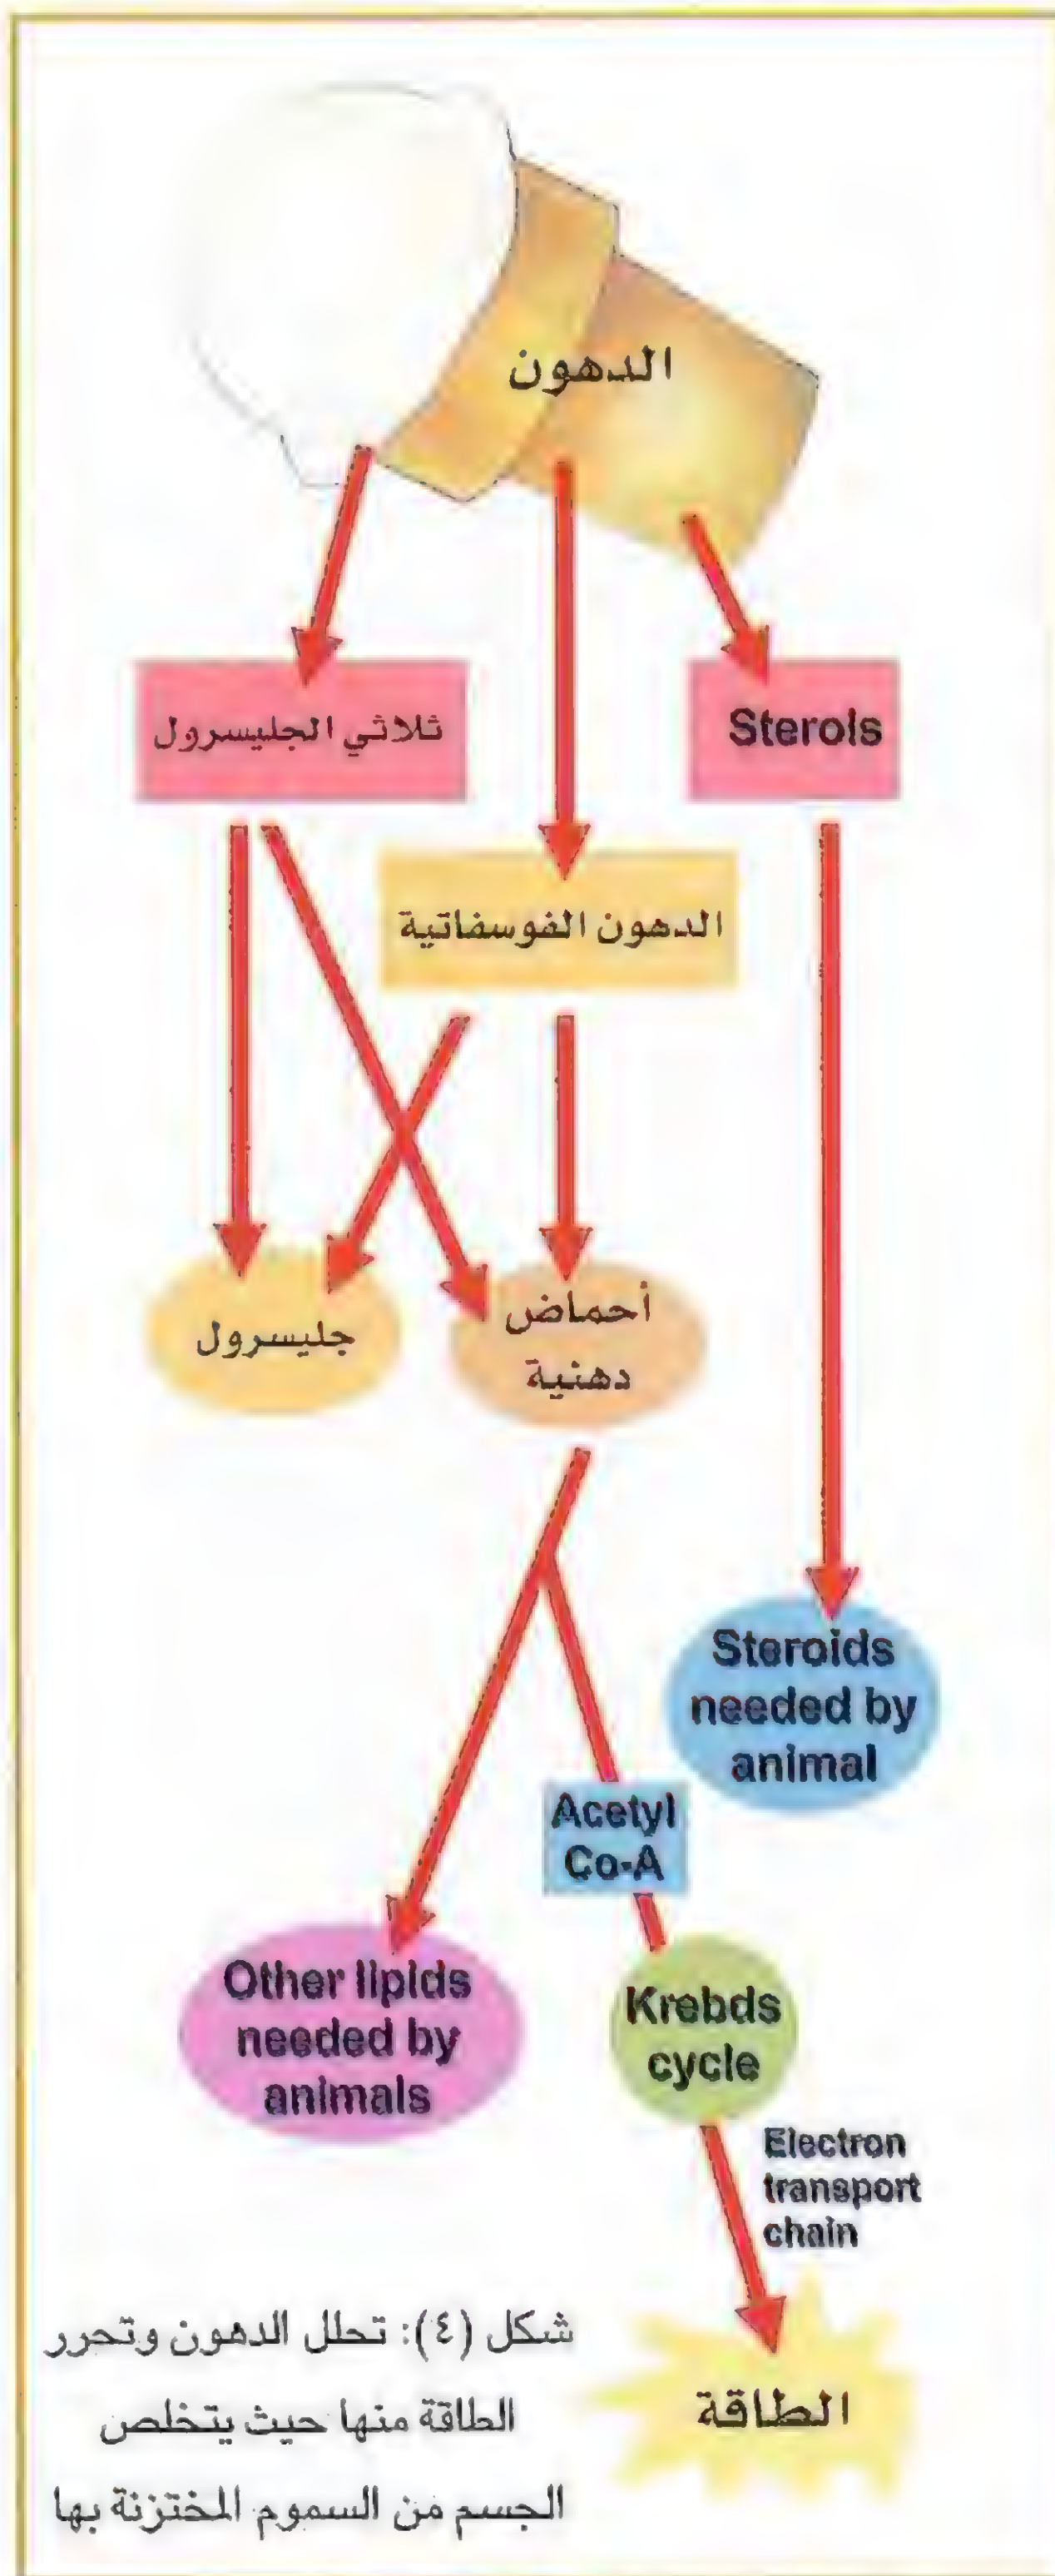 الدهون
ثلاثي الجليسرول
Sterols
الدهون الفوسفاتية
جليسرول
أحماض
دهنية
Steroids
needed by
animal
Acetyl
Co-A
Other lipids
needed by
animals
Krebds
cycle
Electron
transport
chain
الطاقة
شكل (٤): تحلل الدهون وتحرر
الطاقة منها حيث يتخلص
الجسم من السموم المختزنة بها